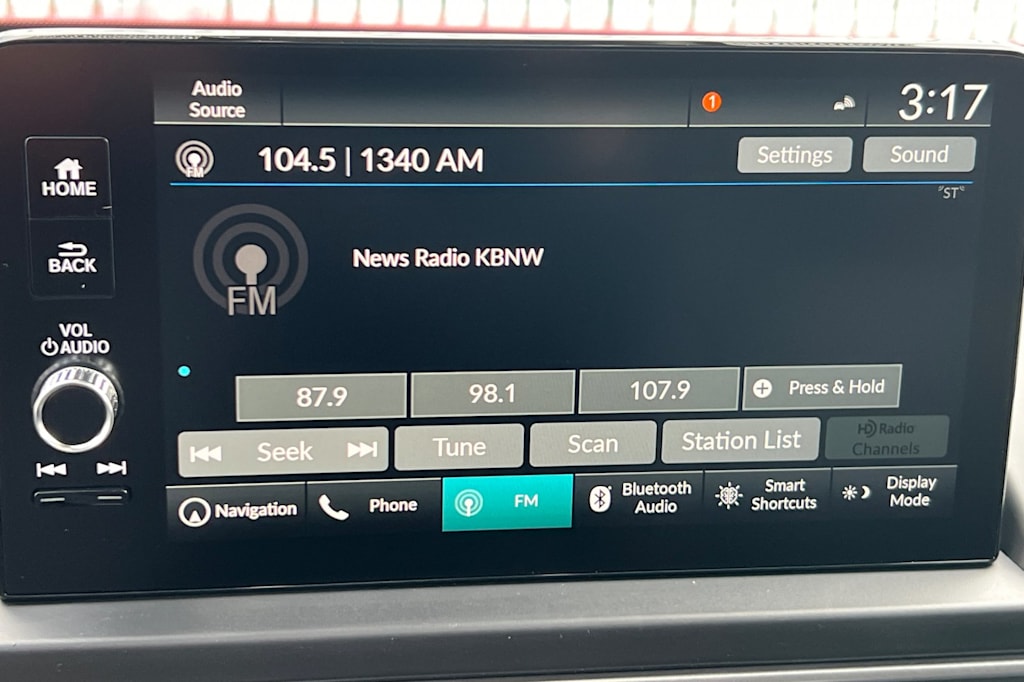 Audio
Source
1
3:17
HOME
FM
104.5 | 1340 AM
Settings
Sound
"ST"
BACK
News Radio KBNW
FM
VOL
AUDIO
87.9
98.1
107.9
Press & Hold
Seek
Tune
Scan
Station List
HD Radio
Channels
Navigation
Phone
FM
Bluetooth
Audio
Smart
Shortcuts
Display
Mode